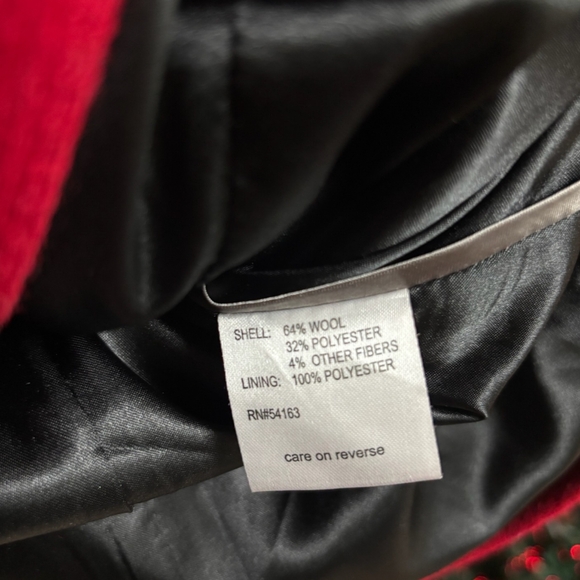 SHELL: 64% WOOL
32% POLYESTER
4% OTHER FIBERS
LINING: 100% POLYESTER
RN#54163
care on reverse